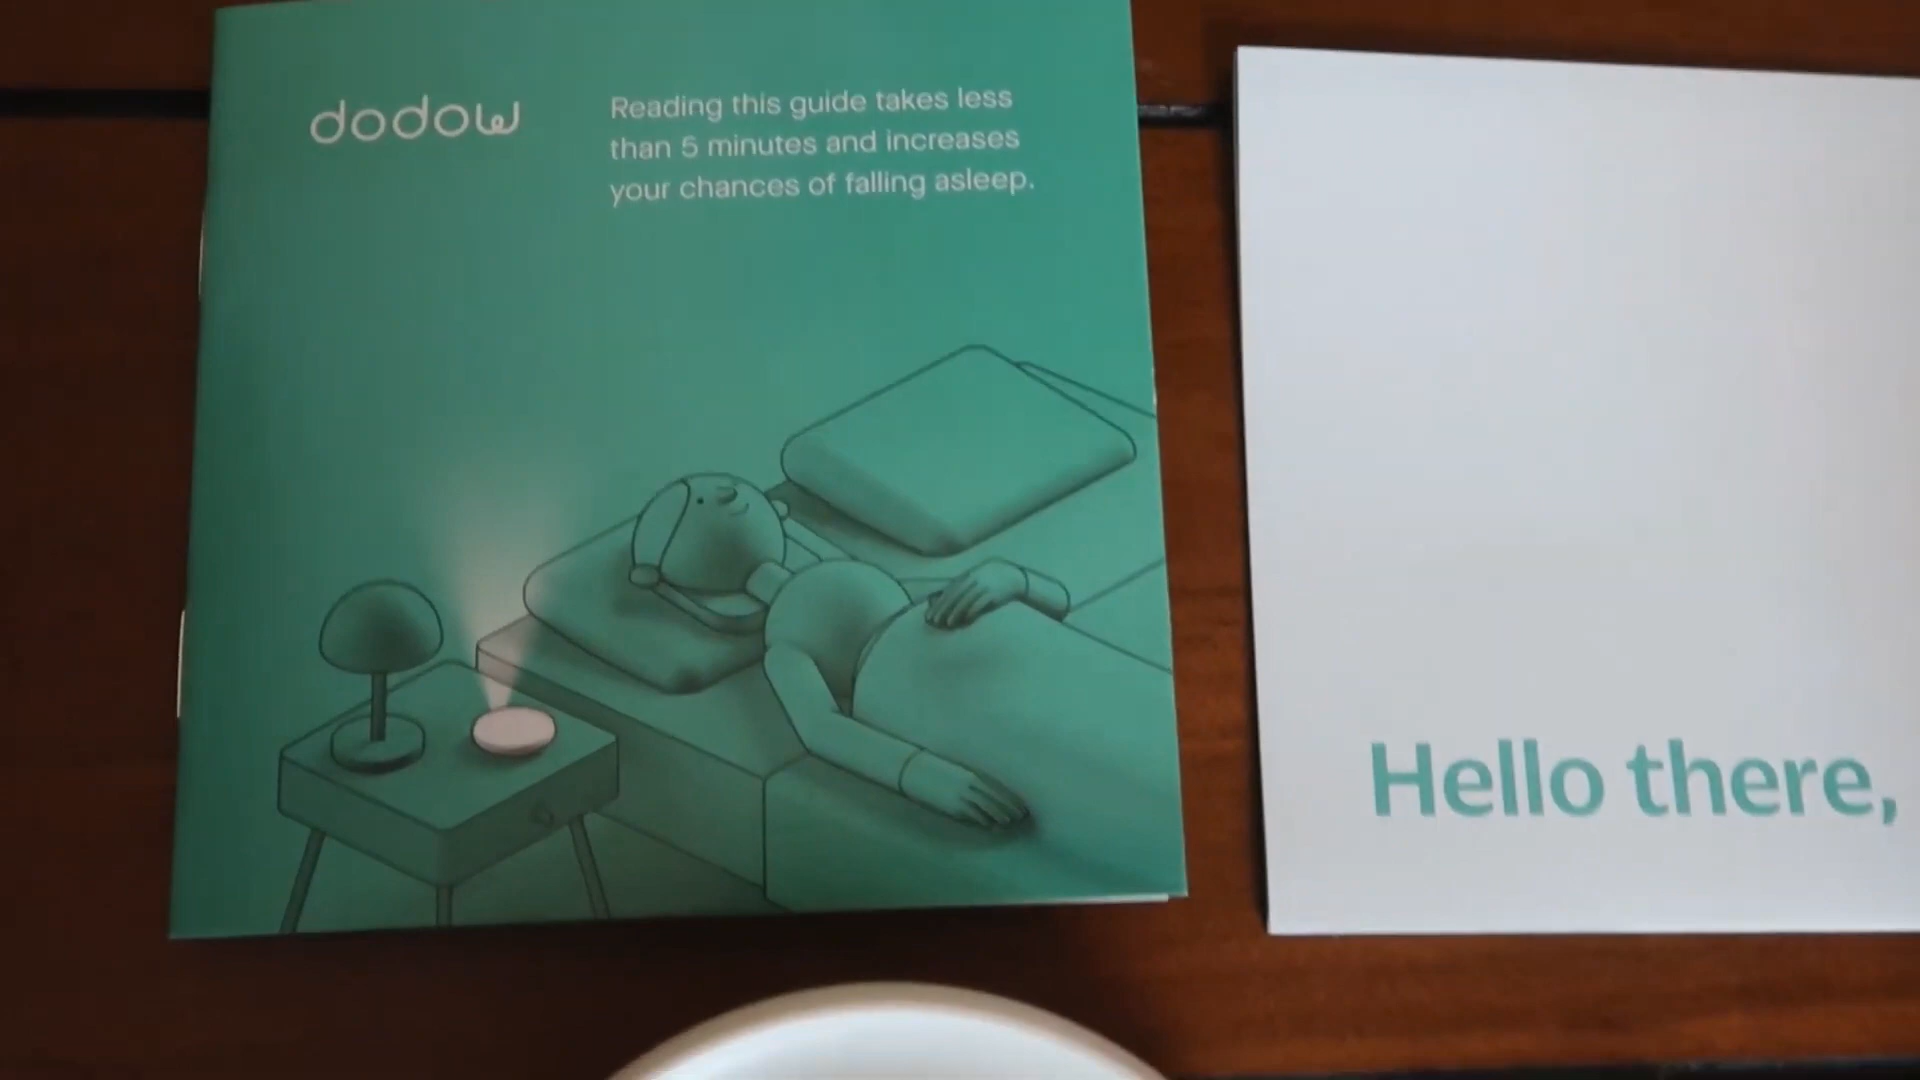 dodow
Reading this guide takes less
than 5 minutes and increases
your chances of falling asleep.
Hello there,